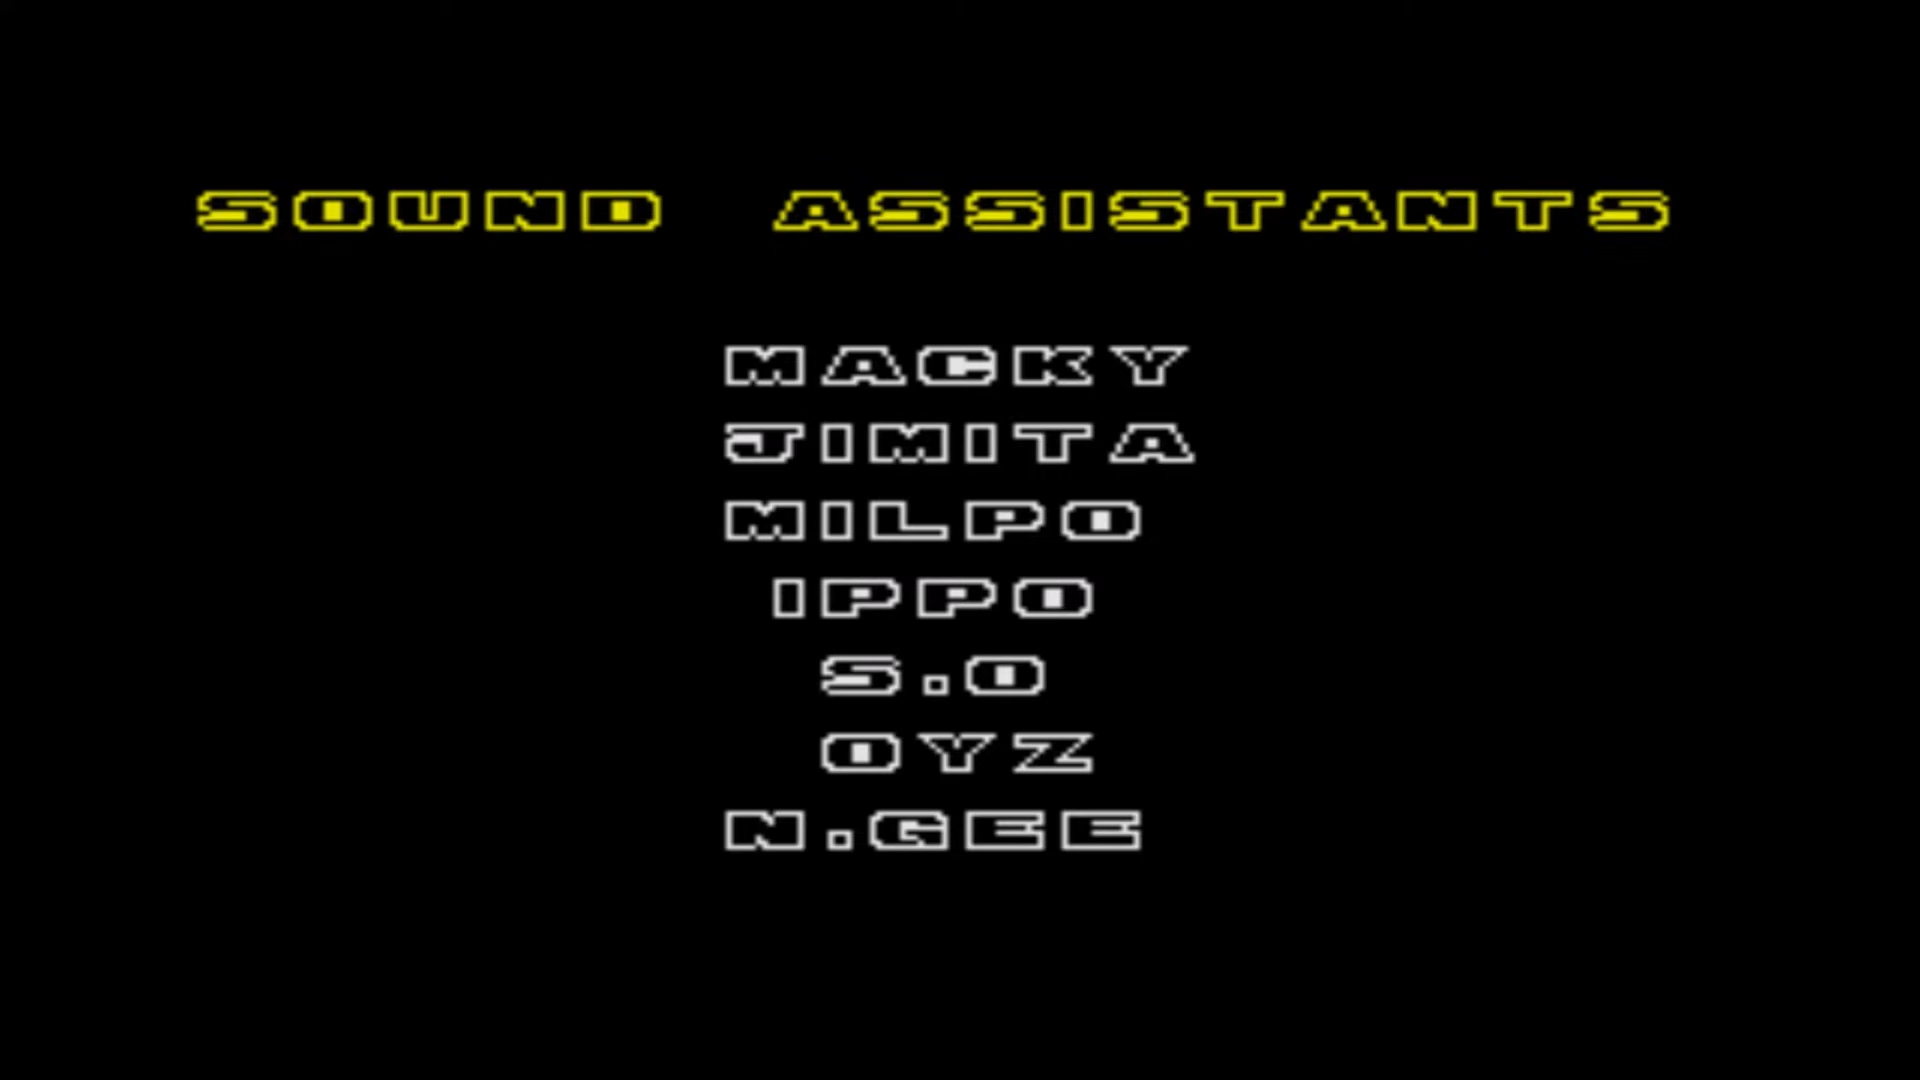 SOUND ASSISTANTS
MACKY
JIMITA
MILPO
IPPO
S.O
OYZ
N.GEE